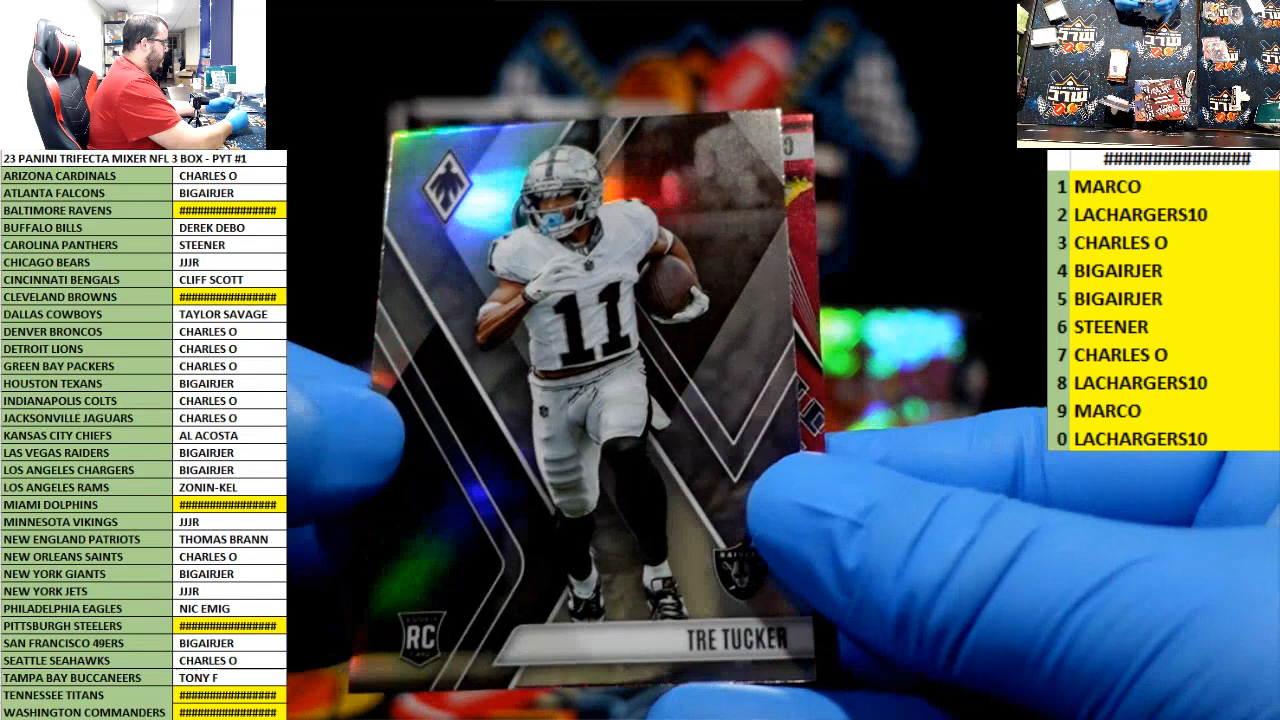 23 PANINI TRIFECTA MIXER NFL 3 BOX - PYT #1
ARIZONA CARDINALS CHARLES O
ATLANTA FALCONS BIGAIRJER
BALTIMORE RAVENS ################
BUFFALO BILLS DEREK DEBO
CAROLINA PANTHERS STEENER
CHICAGO BEARS JJJR
CINCINNATI BENGALS CLIFF SCOTT
CLEVELAND BROWNS ################
DALLAS COWBOYS TAYLOR SAVAGE
DENVER BRONCOS CHARLES O
DETROIT LIONS CHARLES O
GREEN BAY PACKERS CHARLES O
HOUSTON TEXANS BIGAIRJER
INDIANAPOLIS COLTS CHARLES O
JACKSONVILLE JAGUARS CHARLES O
KANSAS CITY CHIEFS AL ACOSTA
LAS VEGAS RAIDERS BIGAIRJER
LOS ANGELES CHARGERS BIGAIRJER
LOS ANGELES RAMS ZONIN-KEL
MIAMI DOLPHINS ################
MINNESOTA VIKINGS JJJR
NEW ENGLAND PATRIOTS THOMAS BRANN
NEW ORLEANS SAINTS CHARLES O
NEW YORK GIANTS BIGAIRJER
NEW YORK JETS JJJR
PHILADELPHIA EAGLES NIC EMIG
PITTSBURGH STEELERS ################
SAN FRANCISCO 49ERS BIGAIRJER
SEATTLE SEAHAWKS CHARLES O
TAMPA BAY BUCCANEERS TONY F
TENNESSEE TITANS ################
WASHINGTON COMMANDERS ################
11
11
RAIDERS
RC
TRE TUCKER
################
1 MARCO
2 LACHARGERS10
3 CHARLES O
4 BIGAIRJER
5 BIGAIRJER
6 STEENER
7 CHARLES O
8 LACHARGERS10
9 MARCO
0 LACHARGERS10